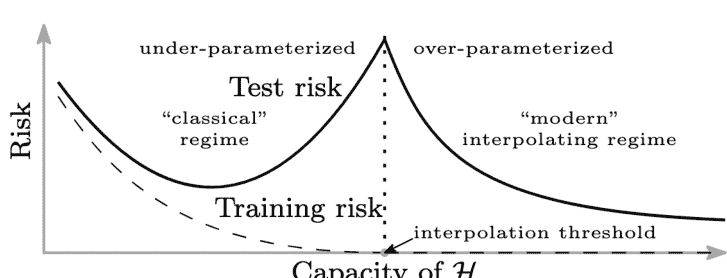 under-parameterized
over-parameterized
Test risk
“classical”
regime
“modern”
interpolating regime
Risk
Training risk
interpolation threshold
Capacity of ℋ